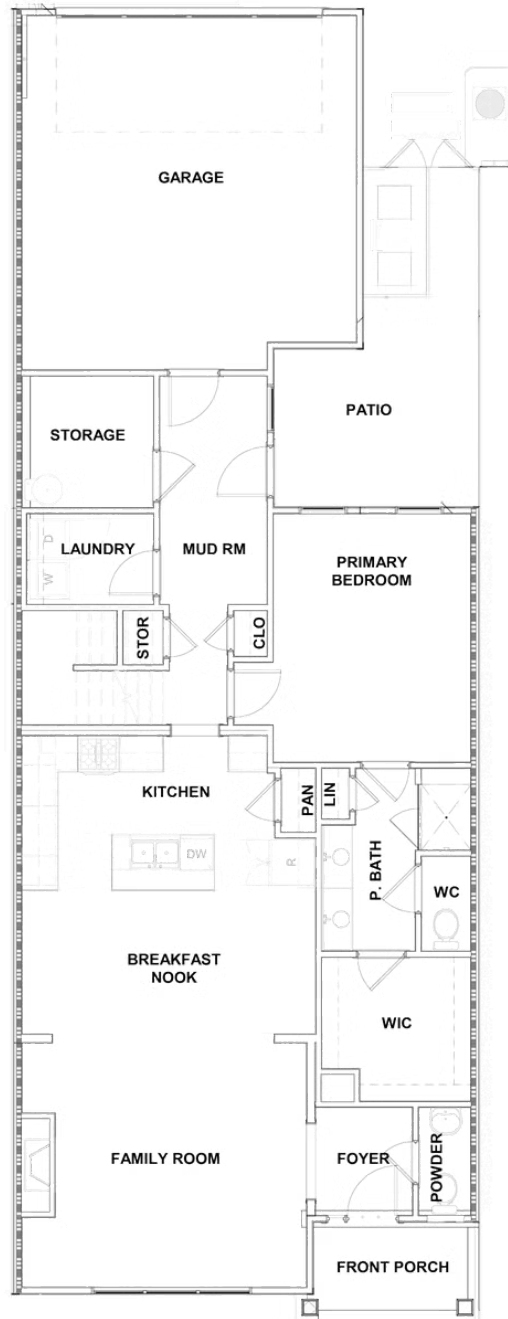 GARAGE
STORAGE
PATIO
D
LAUNDRY
W
MUD RM
PRIMARY
BEDROOM
STOR
CLO
KITCHEN
PAN
LIN
DW
R
P. BATH
WC
BREAKFAST
NOOK
WIC
FAMILY ROOM
FOYER
POWDER
FRONT PORCH